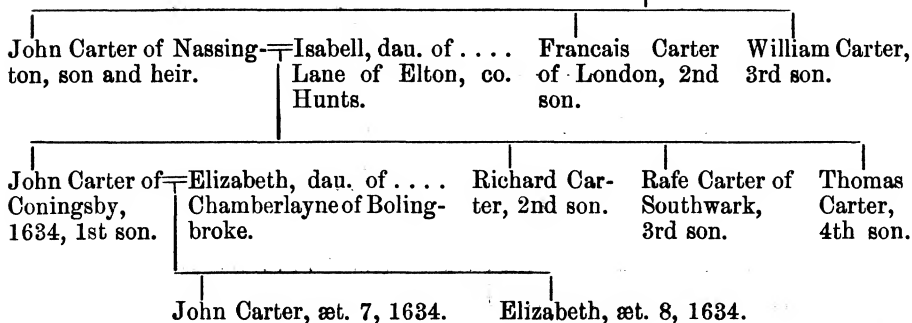 John Carter of Nassing-
ton, son and heir.
Isabell, dau. of . . . .
Lane of Elton, co.
Hunts.
Francais Carter
of London, 2nd
son.
William Carter,
3rd son.
John Carter of
Coningsby,
1634, 1st son.
Elizabeth, dau. of . . . .
Chamberlayne of Boling-
broke.
Richard Car-
ter, 2nd son.
Rafe Carter of
Southwark,
3rd son.
Thomas
Carter,
4th son.
John Carter, æt. 7, 1634.
Elizabeth, æt. 8, 1634.